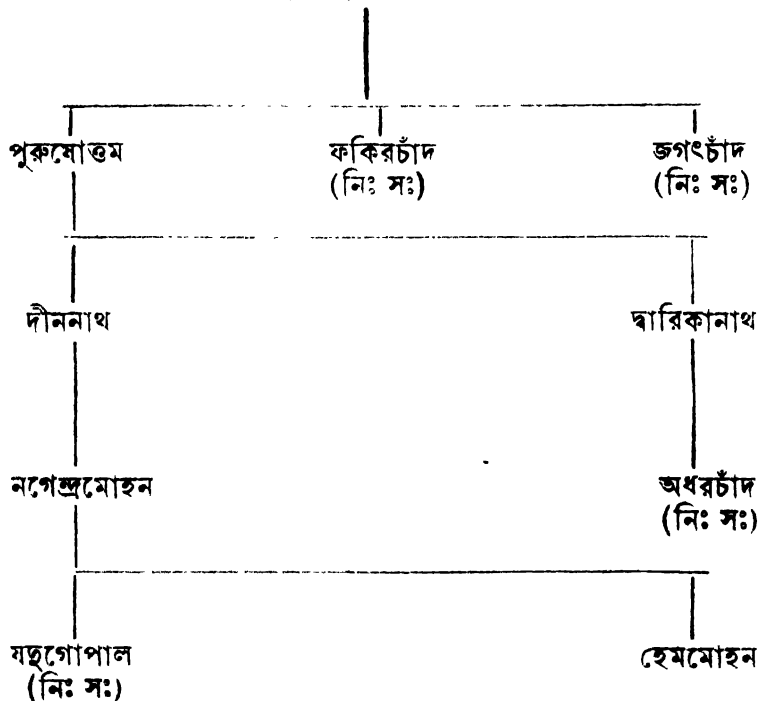 পুরুষোত্তম ফকিরচাঁদ জগৎচাঁদ
(নিঃ সঃ) (নিঃ সঃ)
দীননাথ দ্বারিকানাথ
নগেন্দ্রমোহন অধরচাঁদ
(নিঃ সঃ)
যদুগোপাল হেমমোহন
(নিঃ সঃ)